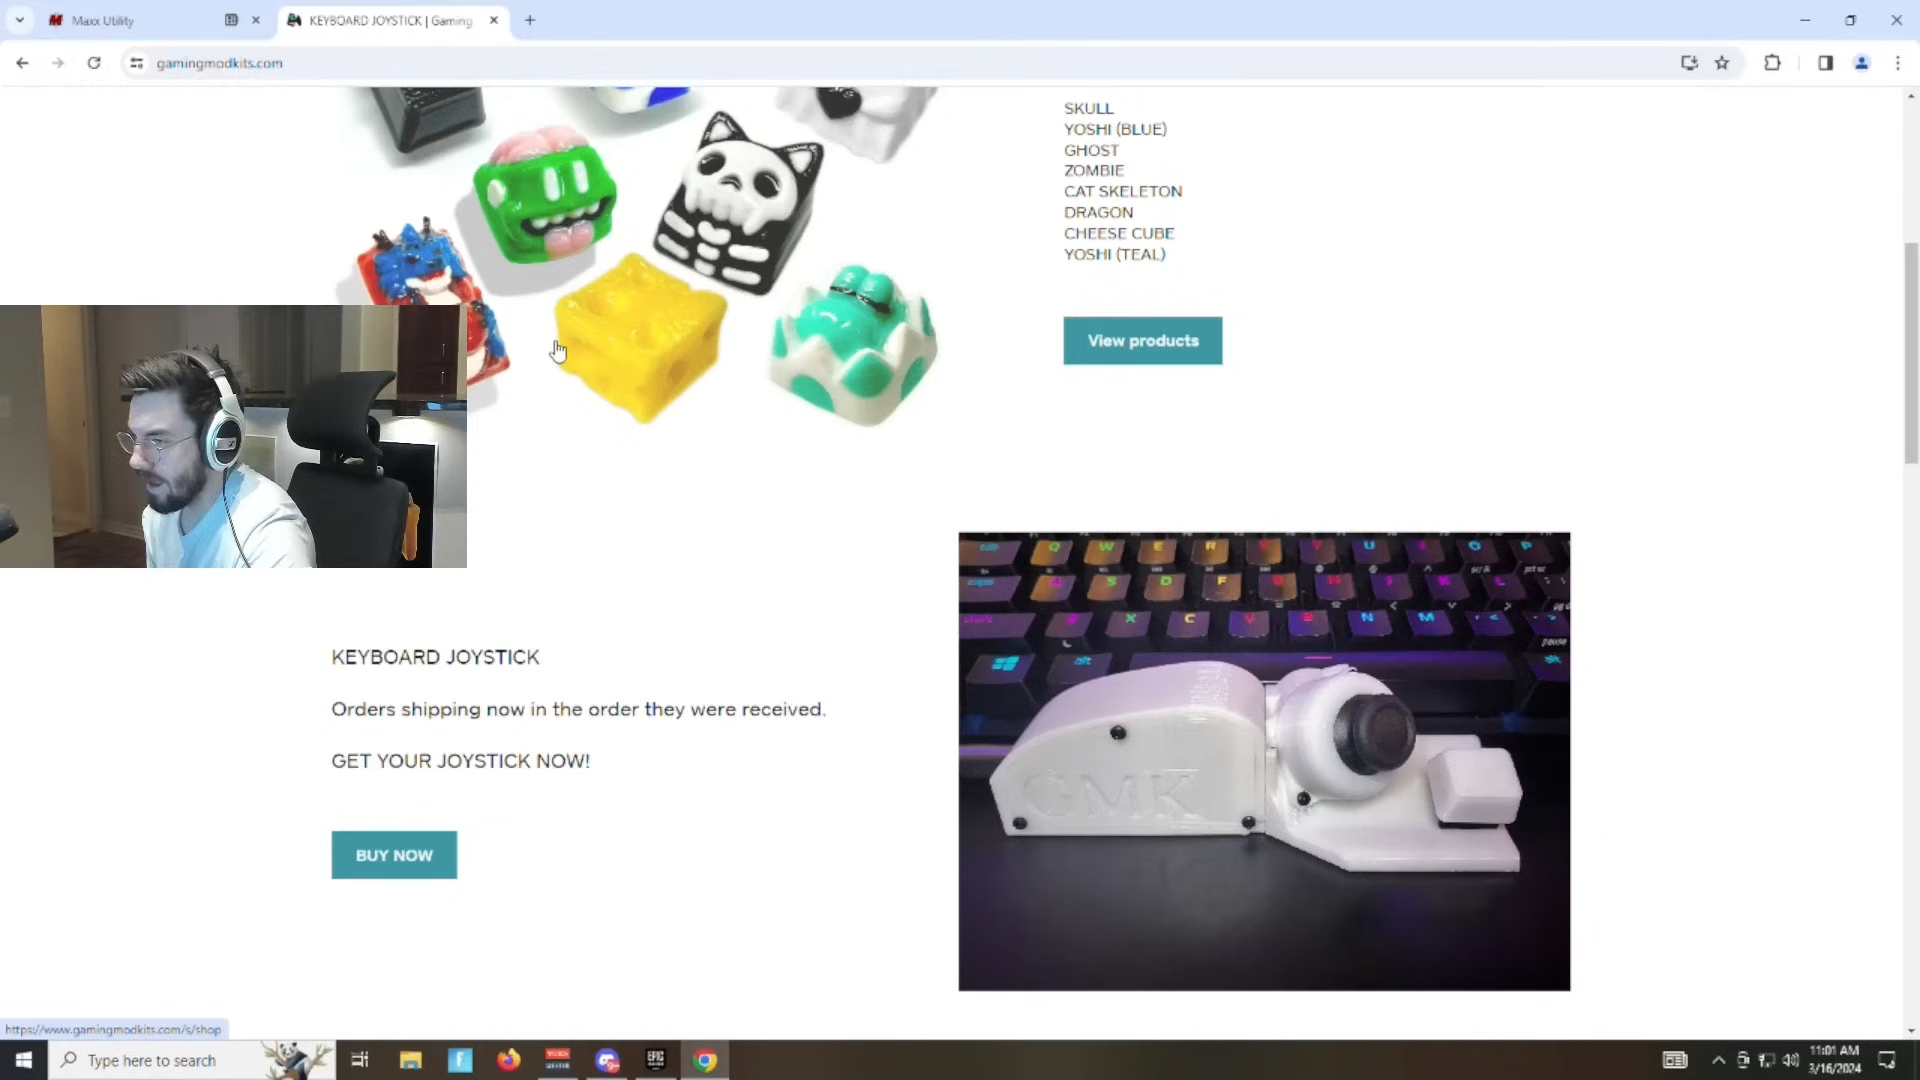 Maxx Utility
KEYBOARD JOYSTICK | Gaming
gamingmodkits.com
SKULL
YOSHI (BLUE)
GHOST
ZOMBIE
CAT SKELETON
DRAGON
CHEESE CUBE
YOSHI (TEAL)
View products
KEYBOARD JOYSTICK
Orders shipping now in the order they were received.
GET YOUR JOYSTICK NOW!
BUY NOW
GMK
https://www.gamingmodkits.com/s/shop
Type here to search
EPIC
11:01 AM
3/16/2024